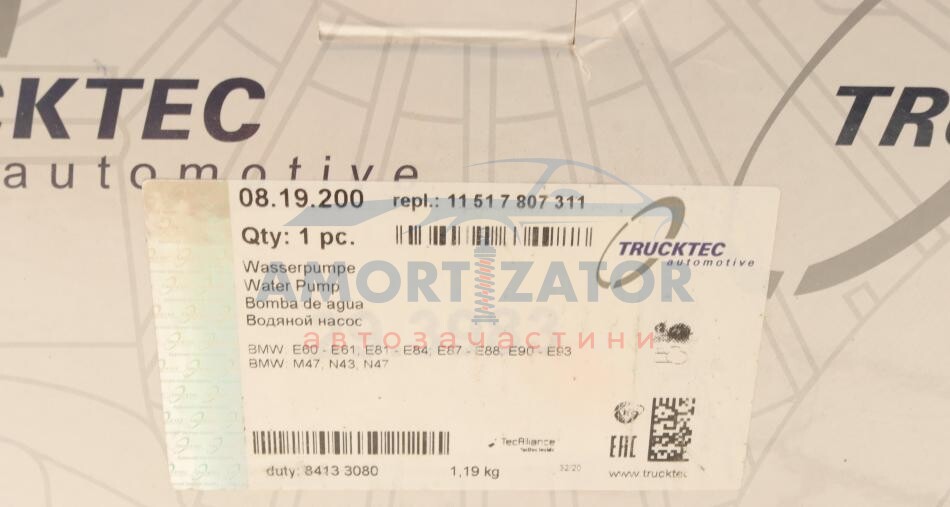 CKTEC
automotive
TR
08.19.200 repl.: 11 51 7 807 311
Qty: 1 pc.
TRUCKTEC
automotive
Wasserpumpe
Water Pump
Bomba de agua
Водяной насос
AMORTIZATOR
автозапчастини
BMW: E60 - E61, E81 - E84, E87 - E88, E90 - E93
BMW: M47, N43, N47
TecAlliance
EAC
duty: 8413 3080 1,19 kg 32/20 www.trucktec